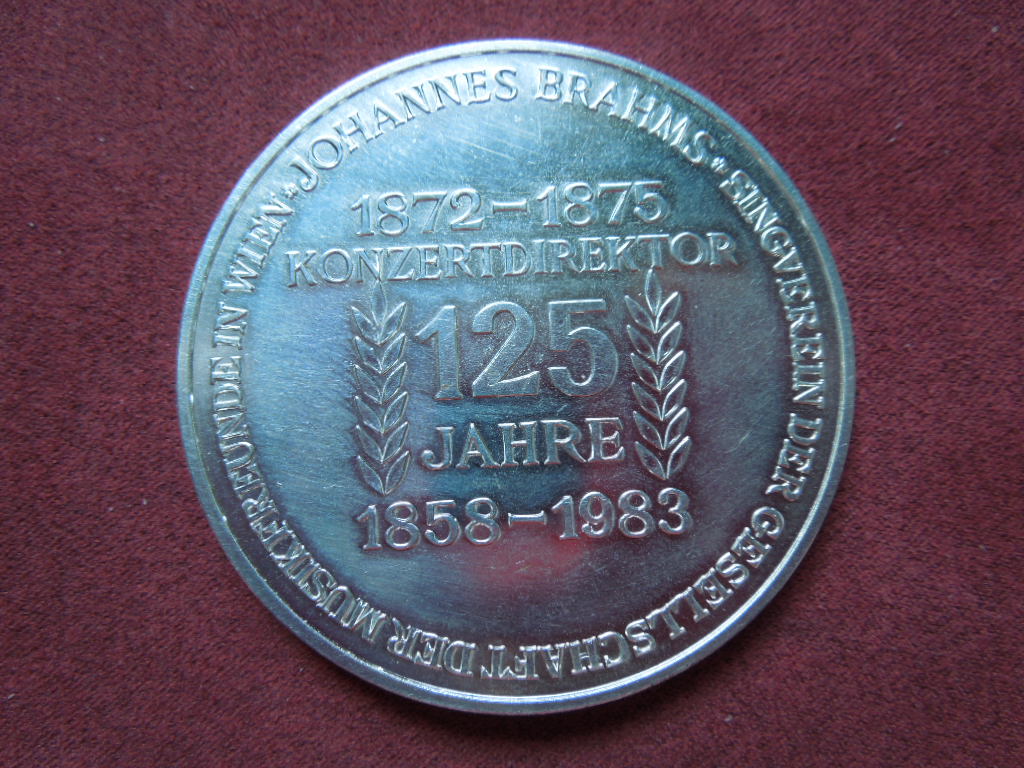 JOHANNES BRAHMS • SINGVEREIN DER GESELLSCHAFT DER MUSIKFREUNDE IN WIEN •
1872–1875
KONZERTDIREKTOR
125
JAHRE
1858–1983